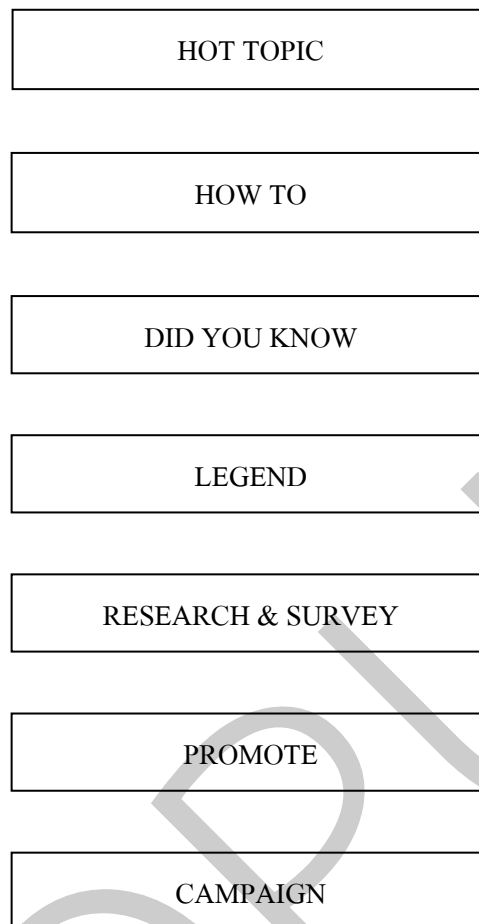 HOT TOPIC
HOW TO
DID YOU KNOW
LEGEND
RESEARCH & SURVEY
PROMOTE
CAMPAIGN